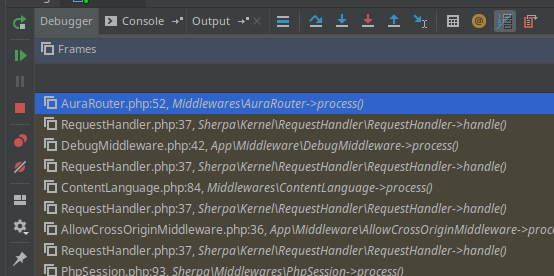 Debugger Console Output
Frames
AuraRouter.php:52, Middlewares\AuraRouter->process()
RequestHandler.php:37, Sherpa\Kernel\RequestHandler\RequestHandler->handle()
DebugMiddleware.php:42, App\Middleware\DebugMiddleware->process()
RequestHandler.php:37, Sherpa\Kernel\RequestHandler\RequestHandler->handle()
ContentLanguage.php:84, Middlewares\ContentLanguage->process()
RequestHandler.php:37, Sherpa\Kernel\RequestHandler\RequestHandler->handle()
AllowCrossOriginMiddleware.php:36, App\Middleware\AllowCrossOriginMiddleware->proc
RequestHandler.php:37, Sherpa\Kernel\RequestHandler\RequestHandler->handle()
PhpSession.php:93, Sherpa\Middlewares\PhpSession->process()